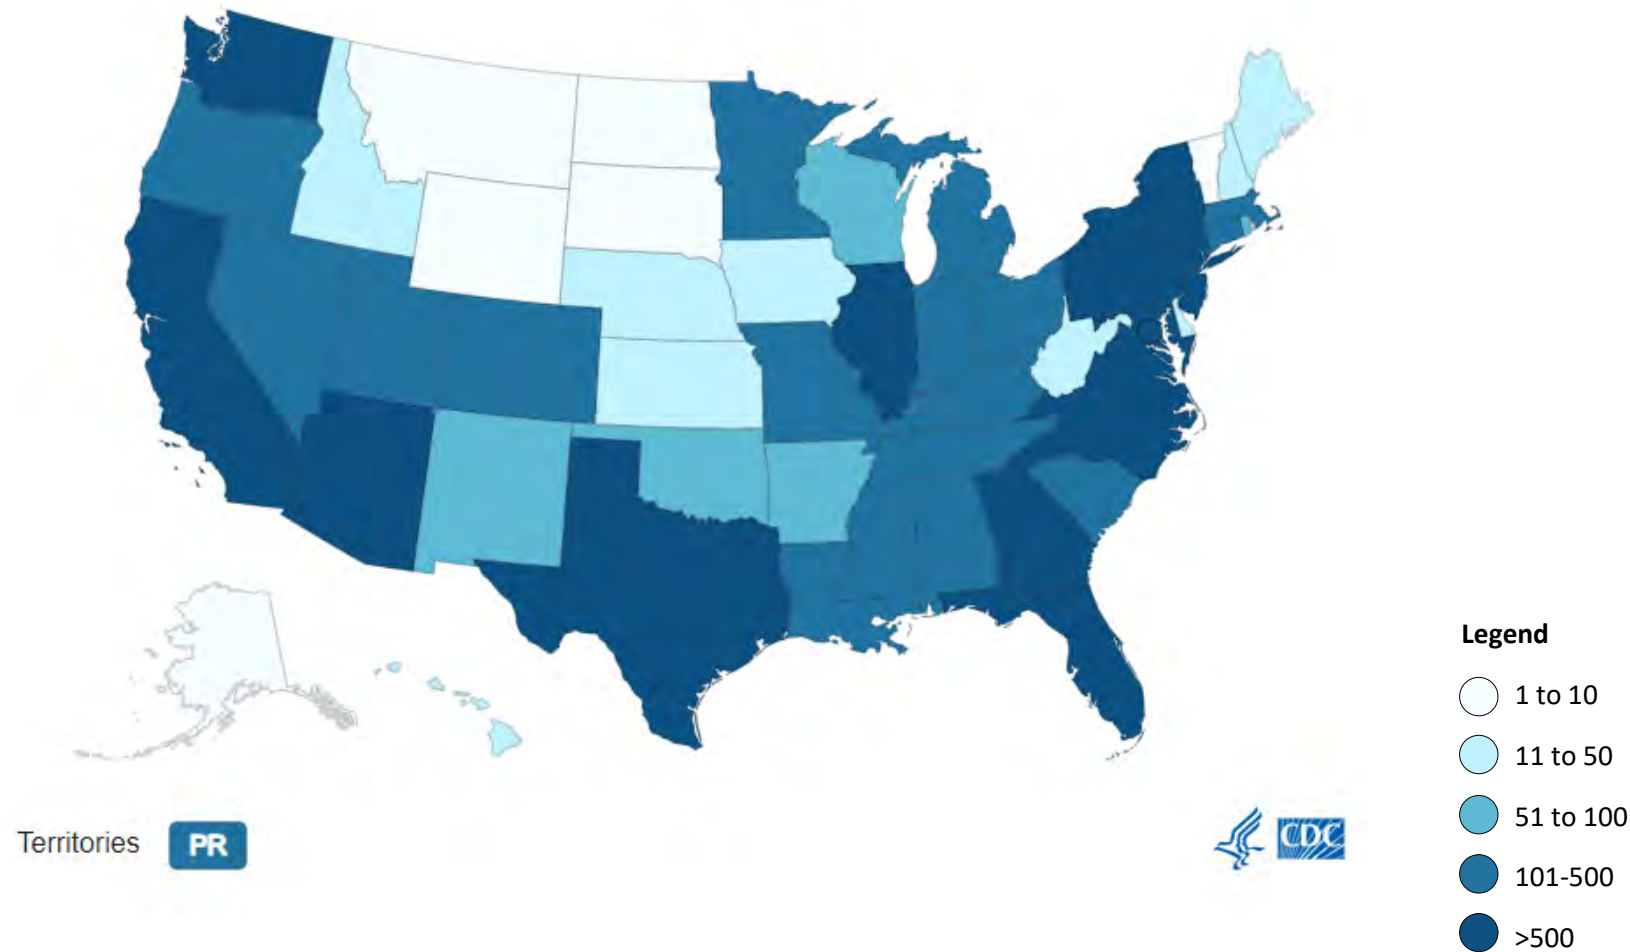 Legend
1 to 10
11 to 50
51 to 100
101-500
>500
Territories PR
CDC